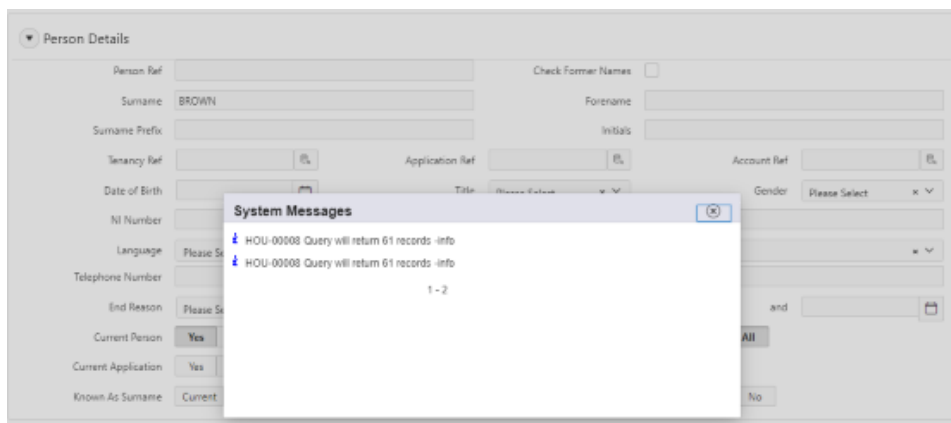 Person Details
Person Ref Check Former Names
Surname BROWN Forename
Surname Prefix Initials
Tenancy Ref Application Ref Account Ref
Date of Birth Title Please Select Gender Please Select
System Messages
NI Number
HOU-00008 Query will return 61 records -info
Language Please
HOU-00008 Query will return 61 records -info
Telephone Number
1 - 2
End Reason Please and
Current Person Yes All
Current Application Yes
Known As Surname Current No